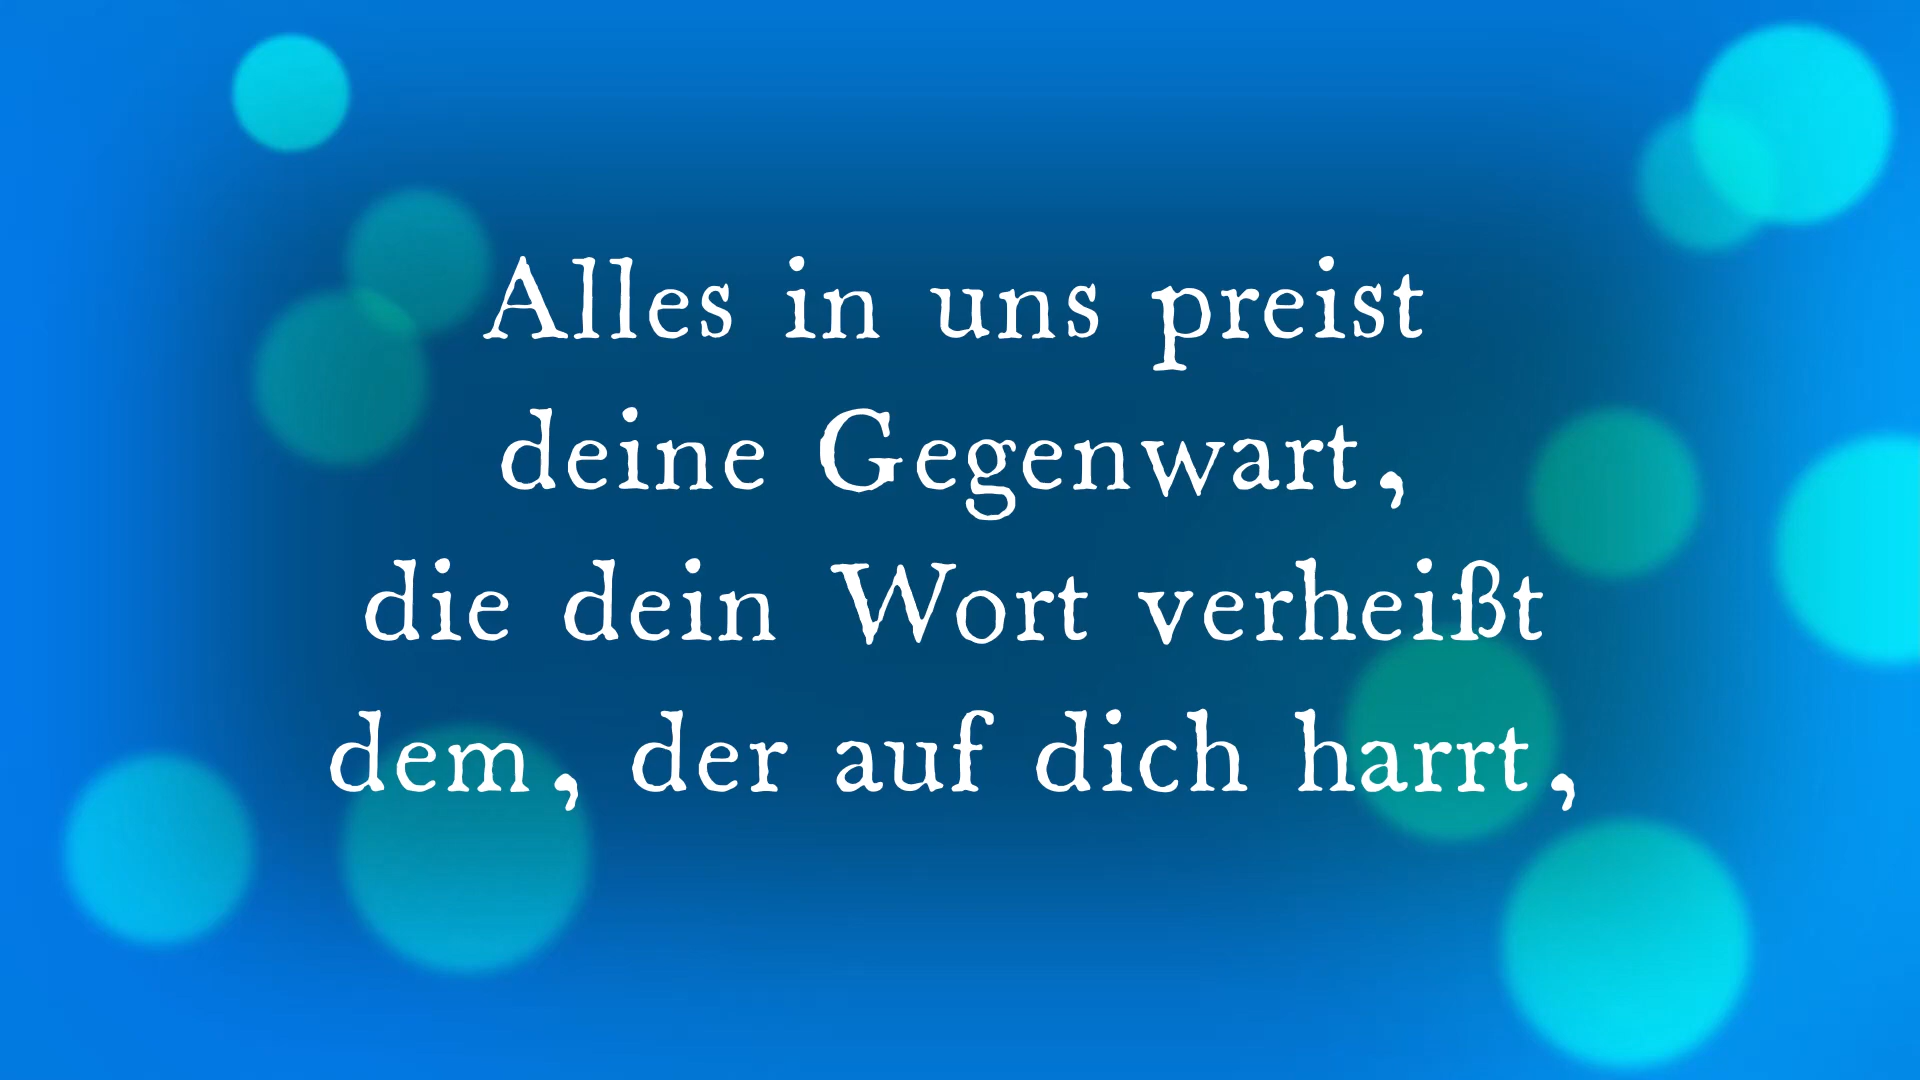 Alles in uns preist
deine Gegenwart,
die dein Wort verheißt
dem, der auf dich harrt,